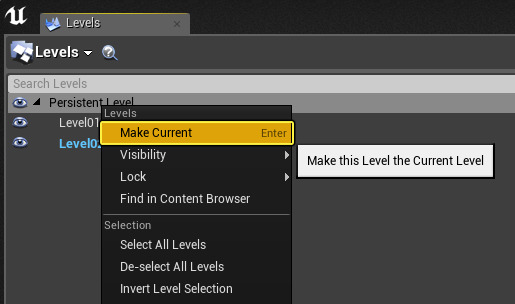 Levels
Levels
Search Levels
Persistent Level
Level01
Level0
Levels
Make Current Enter
Visibility
Make this Level the Current Level
Lock
Find in Content Browser
Selection
Select All Levels
De-select All Levels
Invert Level Selection